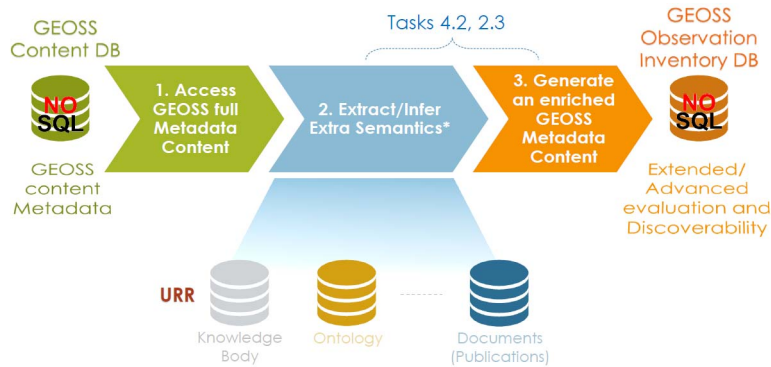 GEOSS
Content DB
NO
SQL
GEOSS
content
Metadata
1. Access
GEOSS full
Metadata
Content
Tasks 4.2, 2.3
2. Extract/Infer
Extra Semantics*
3. Generate
an enriched
GEOSS
Metadata
Content
GEOSS
Observation
Inventory DB
NO
SQL
Extended/
Advanced
evaluation and
Discoverability
URR
Knowledge
Body
Ontology
Documents
(Publications)